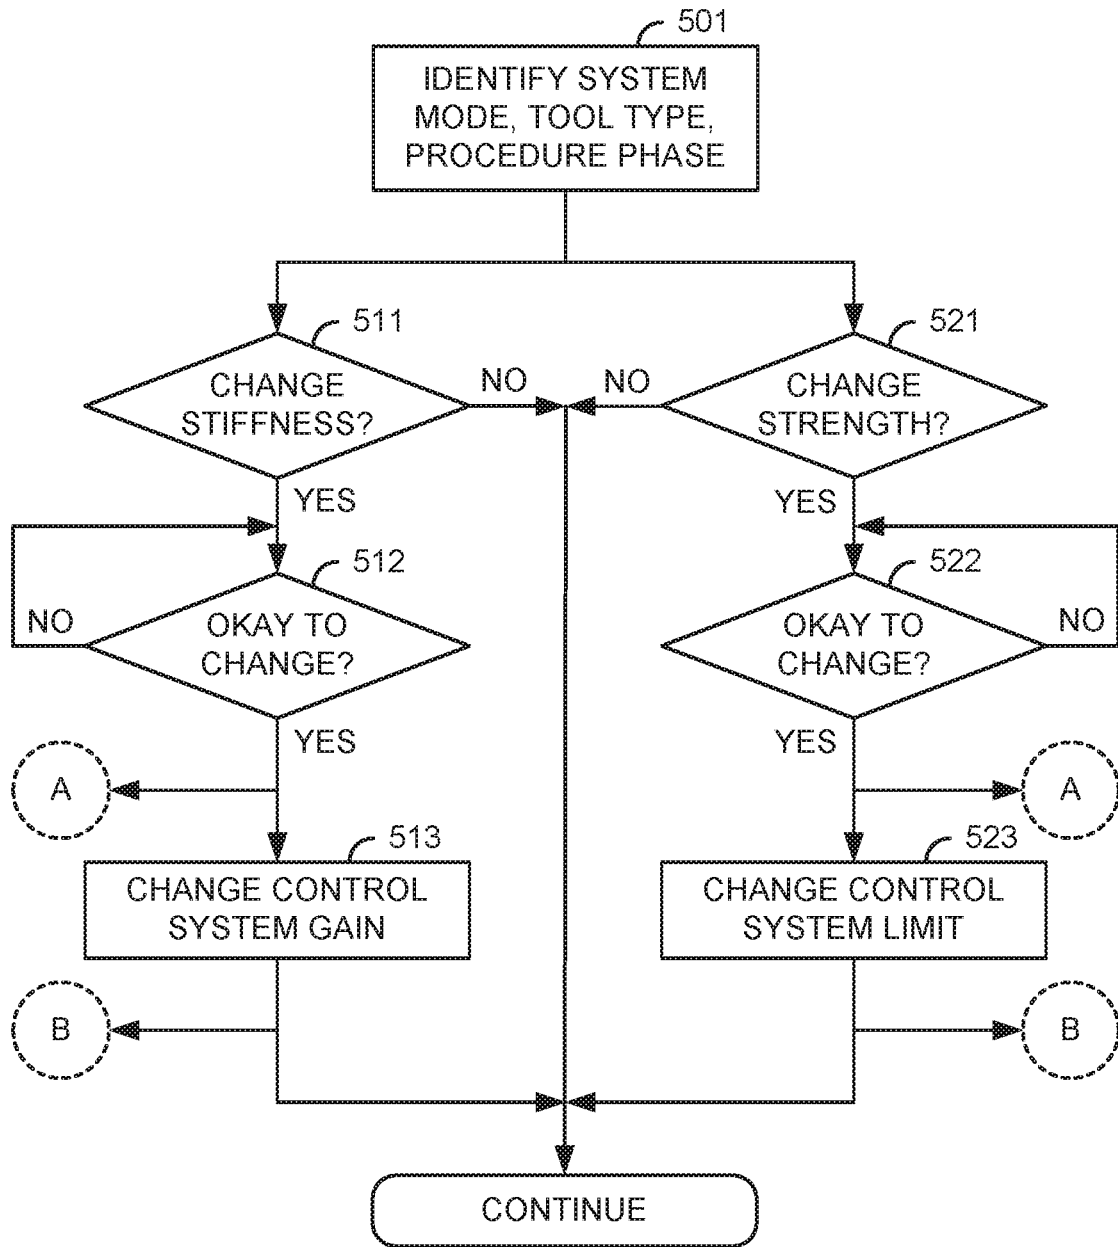 501
IDENTIFY SYSTEM
MODE, TOOL TYPE,
PROCEDURE PHASE
511
CHANGE
STIFFNESS?
NO
NO
521
CHANGE
STRENGTH?
YES
YES
512
OKAY TO
CHANGE?
NO
522
OKAY TO
CHANGE?
NO
YES
YES
A
A
513
CHANGE CONTROL
SYSTEM GAIN
523
CHANGE CONTROL
SYSTEM LIMIT
B
B
CONTINUE